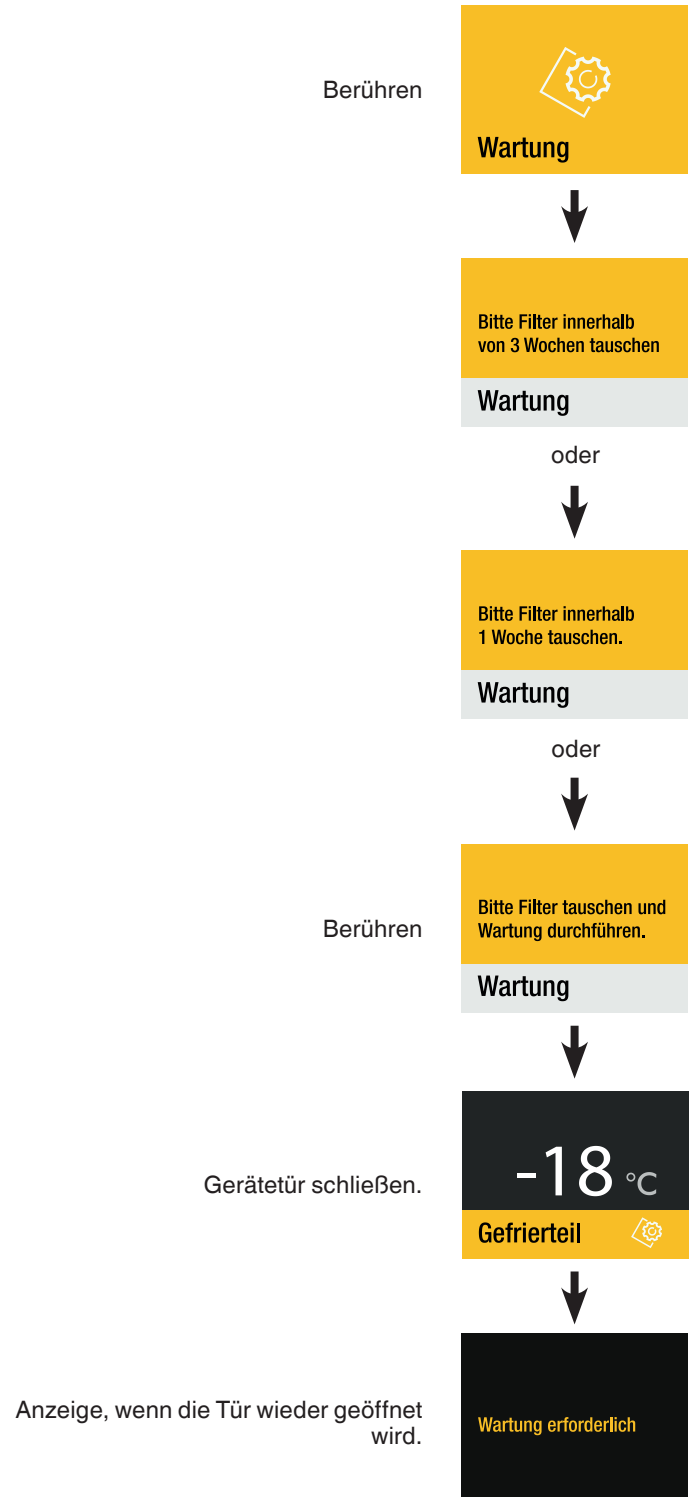 Berühren
Wartung
Bitte Filter innerhalb
von 3 Wochen tauschen
Wartung
oder
Bitte Filter innerhalb
1 Woche tauschen.
Wartung
oder
Berühren
Bitte Filter tauschen und
Wartung durchführen.
Wartung
Gerätetür schließen.
-18 °C
Gefrierteil
Anzeige, wenn die Tür wieder geöffnet
wird.
Wartung erforderlich